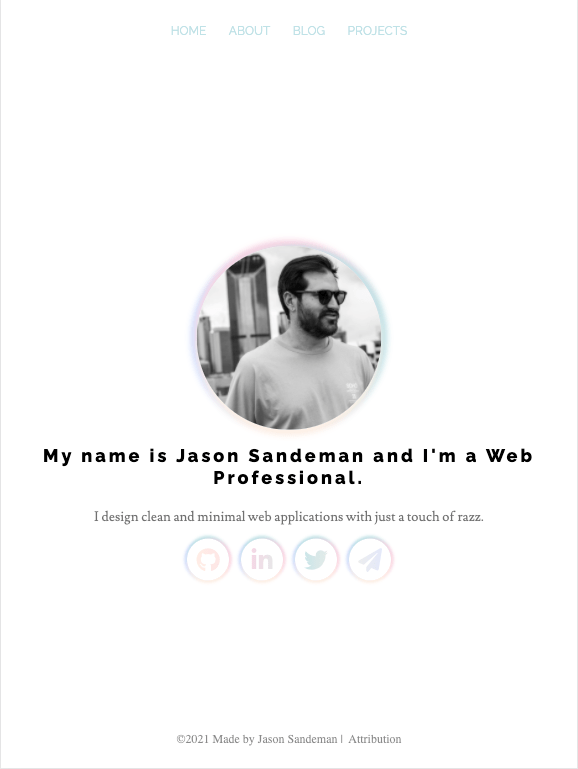 HOME ABOUT BLOG PROJECTS
My name is Jason Sandeman and I'm a Web
Professional.
I design clean and minimal web applications with just a touch of razz.
in
©2021 Made by Jason Sandeman | Attribution